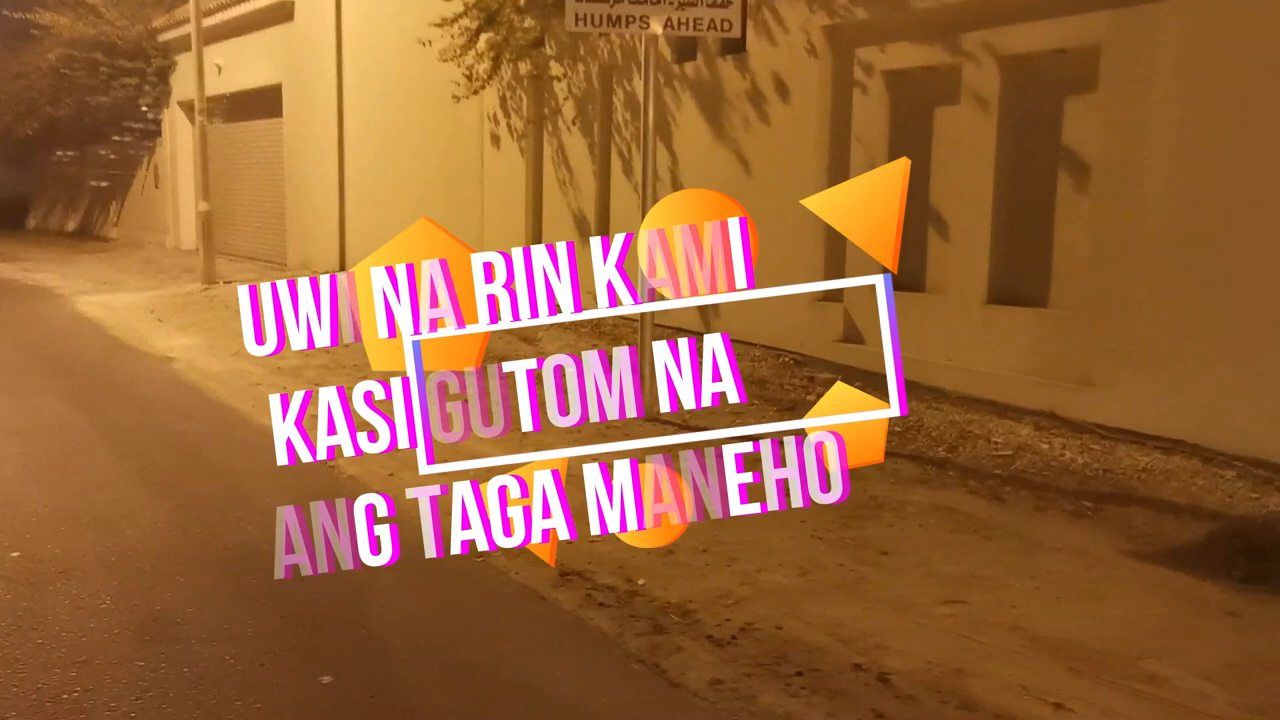 HUMPS AHEAD
UWI NA RIN KAMI
KASI GUTOM NA
ANG TAGA MANEHO